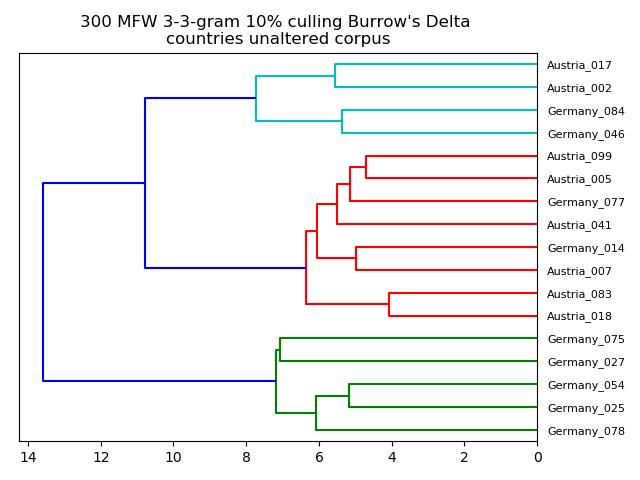 300 MFW 3-3-gram 10% culling Burrow's Delta
countries unaltered corpus
Austria_017
Austria_002
Germany_084
Germany_046
Austria_099
Austria_005
Germany_077
Austria_041
Germany_014
Austria_007
Austria_083
Austria_018
Germany_075
Germany_027
Germany_054
Germany_025
Germany_078
14 12 10 8 6 4 2 0